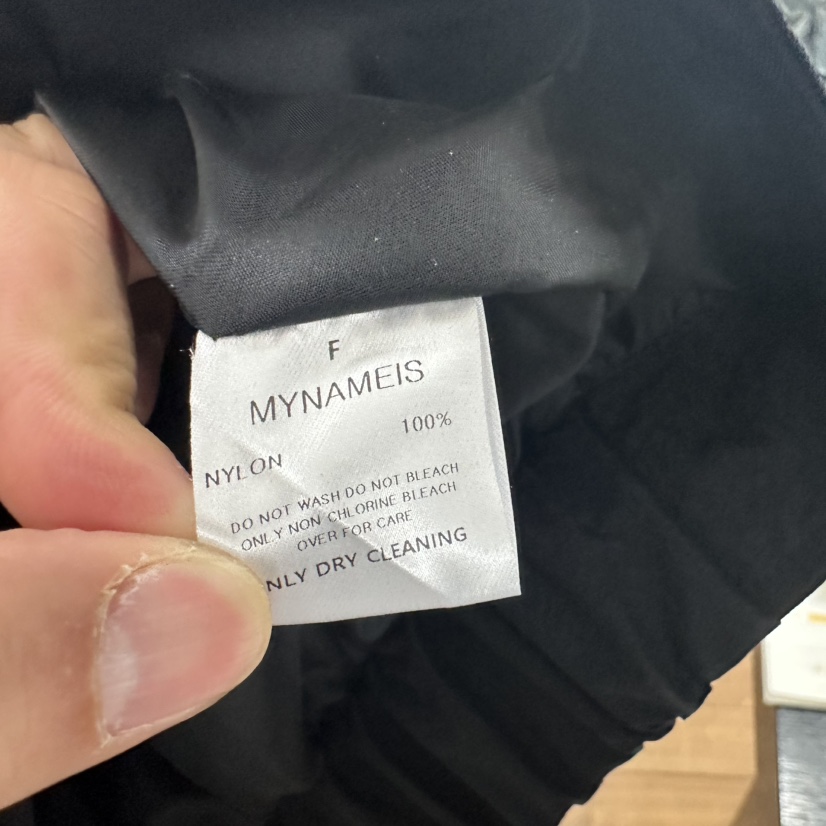 F
MYNAMEIS
100%
NYLON
DO NOT WASH DO NOT BLEACH
ONLY NON CHLORINE BLEACH
OVER FOR CARE
NLY DRY CLEANING